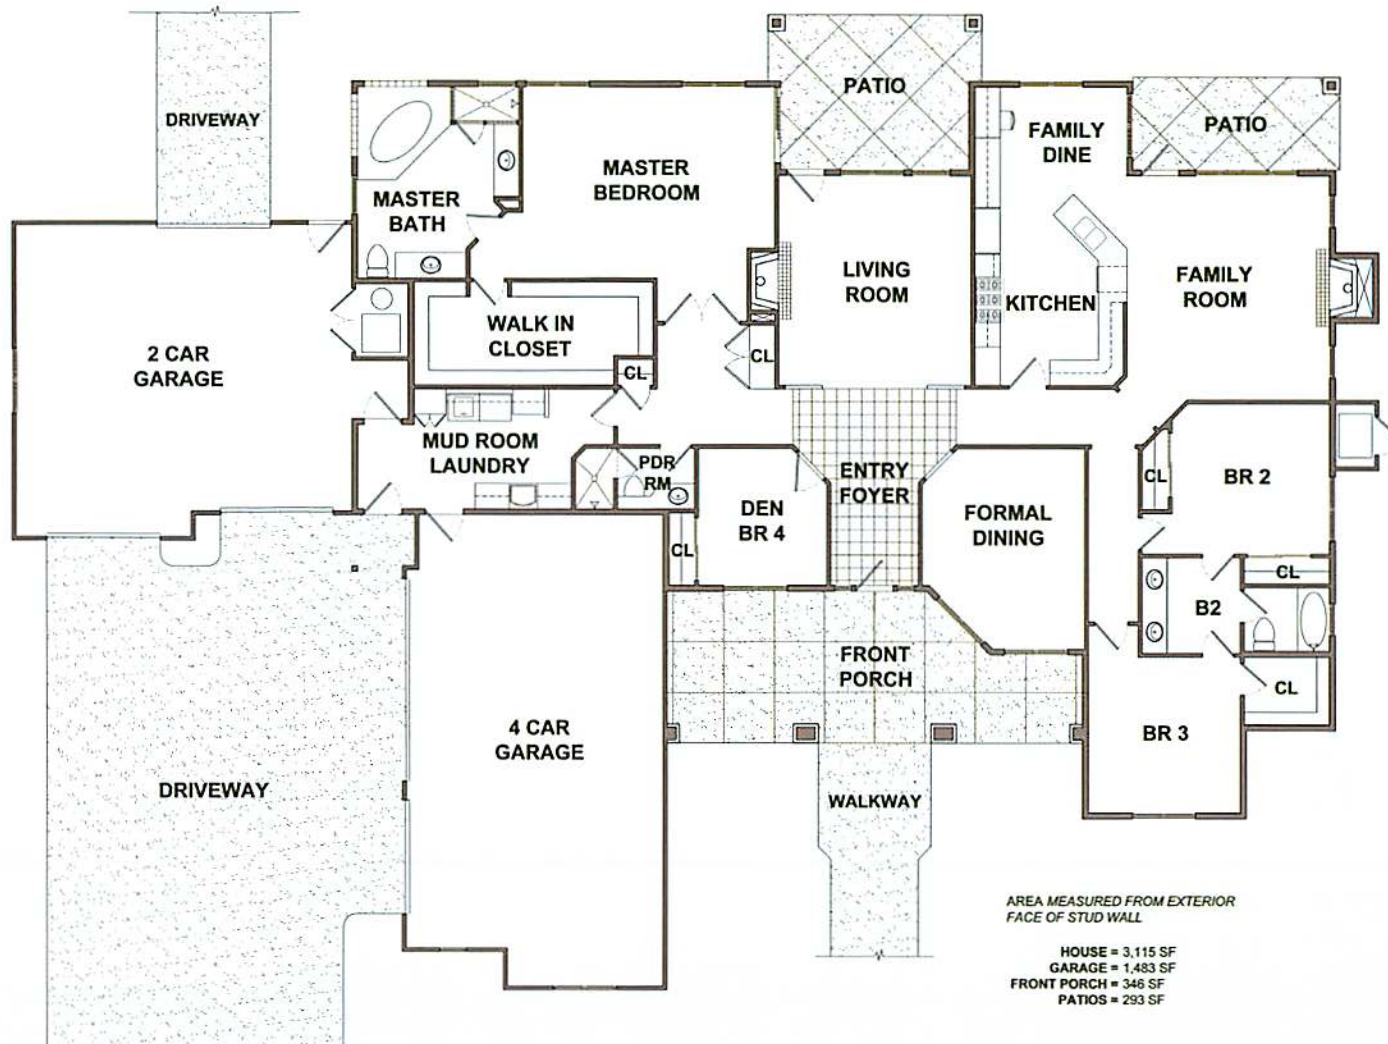 PATIO
DRIVEWAY
FAMILY
DINE
PATIO
MASTER
BEDROOM
MASTER
BATH
LIVING
ROOM
FAMILY
ROOM
KITCHEN
WALK IN
CLOSET
2 CAR
GARAGE
CL
CL
MUD ROOM
LAUNDRY
PDR
RM
ENTRY
FOYER
CL
BR 2
DEN
BR 4
FORMAL
DINING
CL
CL
B2
FRONT
PORCH
CL
4 CAR
GARAGE
BR 3
DRIVEWAY
WALKWAY
AREA MEASURED FROM EXTERIOR
FACE OF STUD WALL
HOUSE = 3,115 SF
GARAGE = 1,483 SF
FRONT PORCH = 346 SF
PATIOS = 293 SF